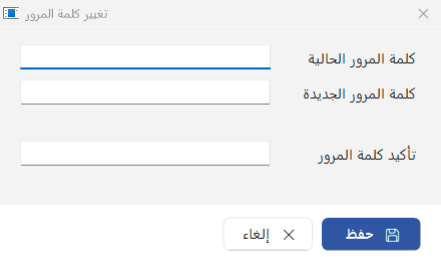 تغيير كلمة المرور
كلمة المرور الحالية
كلمة المرور الجديدة
تأكيد كلمة المرور
حفظ
إلغاء